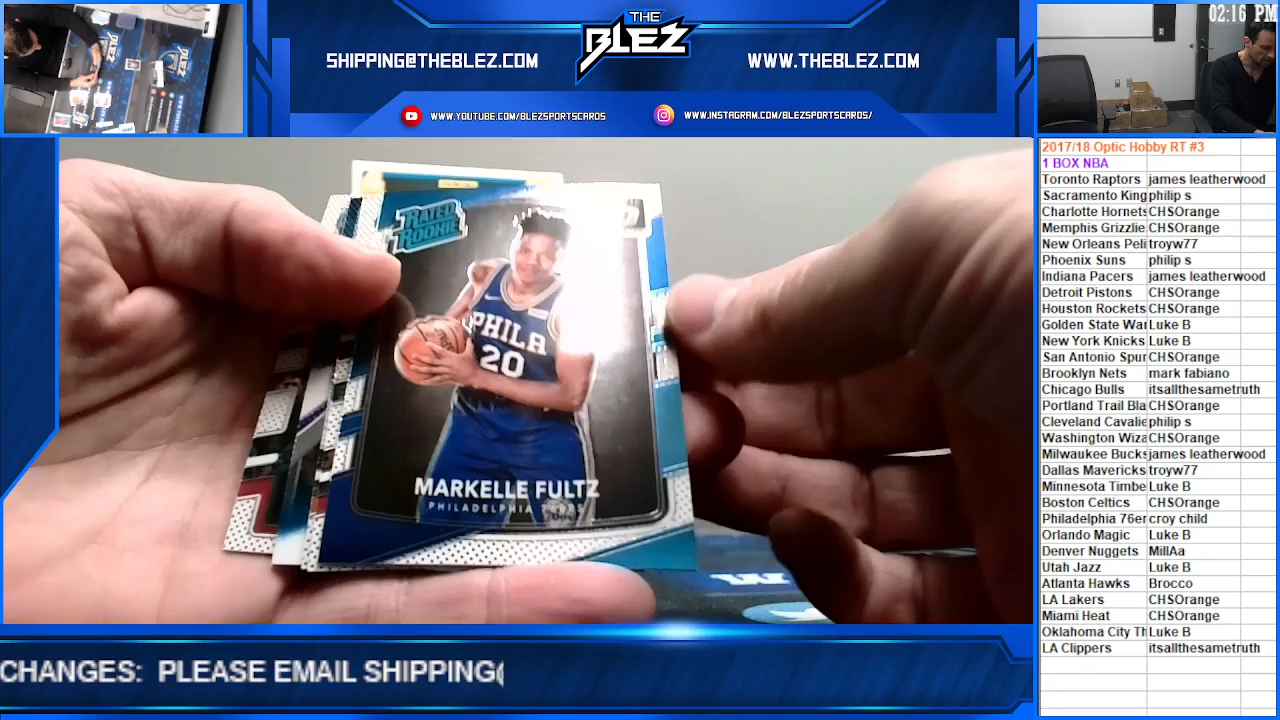 THE
BLEZ
SHIPPING@THEBLEZ.COM
WWW.THEBLEZ.COM
WWW.YOUTUBE.COM/BLEZSPORTSCARDS
WWW.INSTAGRAM.COM/BLEZSPORTSCARDS/
02:16 PM
RATED
ROOKIE
PHILA
20
MARKELLE FULTZ
PHILADELPHIA
2017/18 Optic Hobby RT #3
1 BOX NBA
Toronto Raptors james leatherwood
Sacramento King philip s
Charlotte Hornets CHSOrange
Memphis Grizzlie CHSOrange
New Orleans Peli troyw77
Phoenix Suns philip s
Indiana Pacers james leatherwood
Detroit Pistons CHSOrange
Houston Rockets CHSOrange
Golden State War Luke B
New York Knicks Luke B
San Antonio Spur CHSOrange
Brooklyn Nets mark fabiano
Chicago Bulls itsallthesametruth
Portland Trail Bla CHSOrange
Cleveland Cavalie philip s
Washington Wiza CHSOrange
Milwaukee Bucks james leatherwood
Dallas Mavericks troyw77
Minnesota Timbe Luke B
Boston Celtics CHSOrange
Philadelphia 76er croy child
Orlando Magic Luke B
Denver Nuggets MillAa
Utah Jazz Luke B
Atlanta Hawks Brocco
LA Lakers CHSOrange
Miami Heat CHSOrange
Oklahoma City Th Luke B
LA Clippers itsallthesametruth
CHANGES: PLEASE EMAIL SHIPPING@